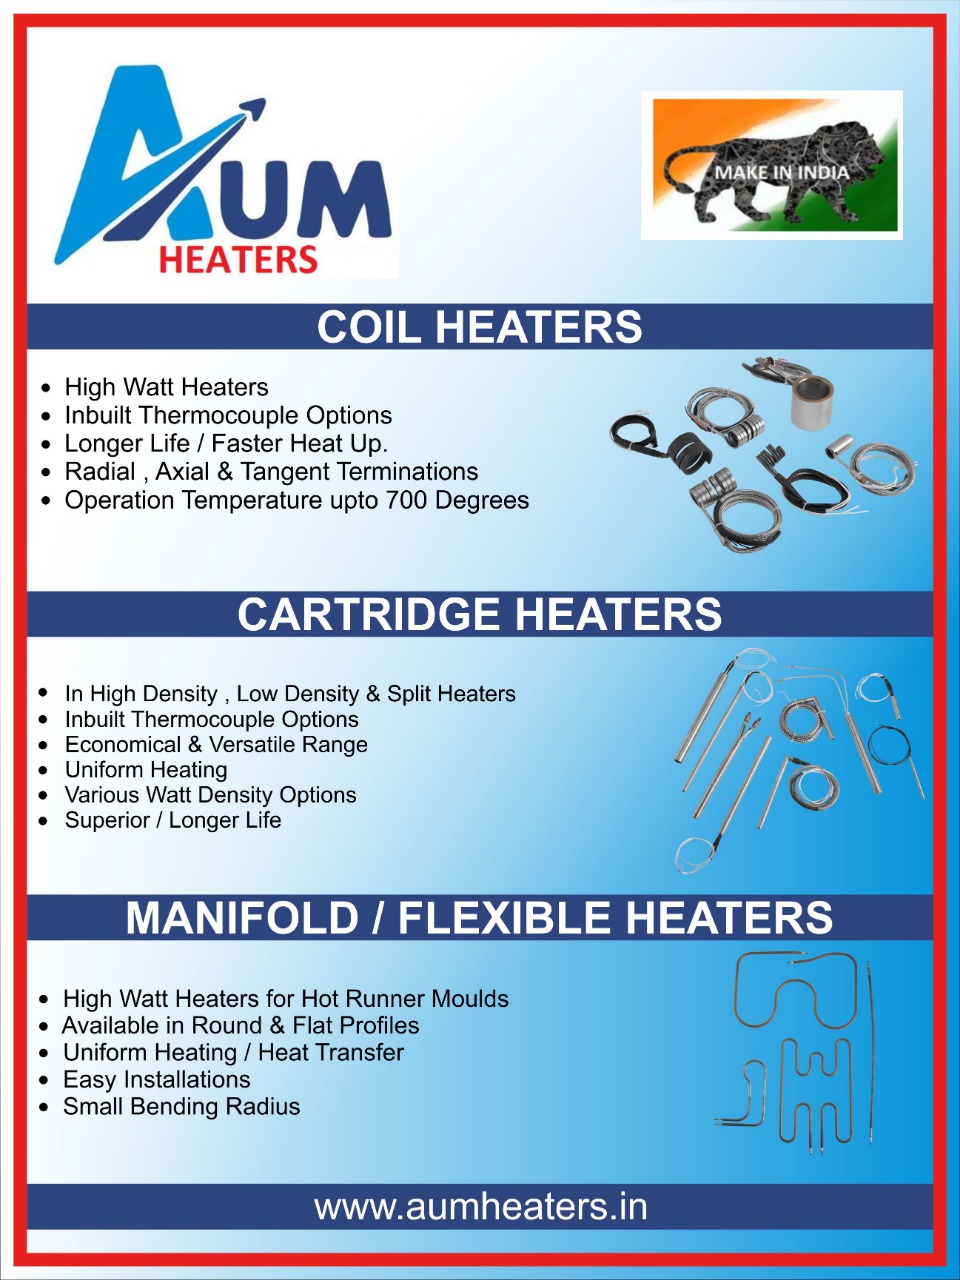 AUM
HEATERS
MAKE IN INDIA
COIL HEATERS
• High Watt Heaters
• Inbuilt Thermocouple Options
• Longer Life / Faster Heat Up.
• Radial , Axial & Tangent Terminations
• Operation Temperature upto 700 Degrees
CARTRIDGE HEATERS
• In High Density , Low Density & Split Heaters
• Inbuilt Thermocouple Options
• Economical & Versatile Range
• Uniform Heating
• Various Watt Density Options
• Superior / Longer Life
MANIFOLD / FLEXIBLE HEATERS
• High Watt Heaters for Hot Runner Moulds
• Available in Round & Flat Profiles
• Uniform Heating / Heat Transfer
• Easy Installations
• Small Bending Radius
www.aumheaters.in